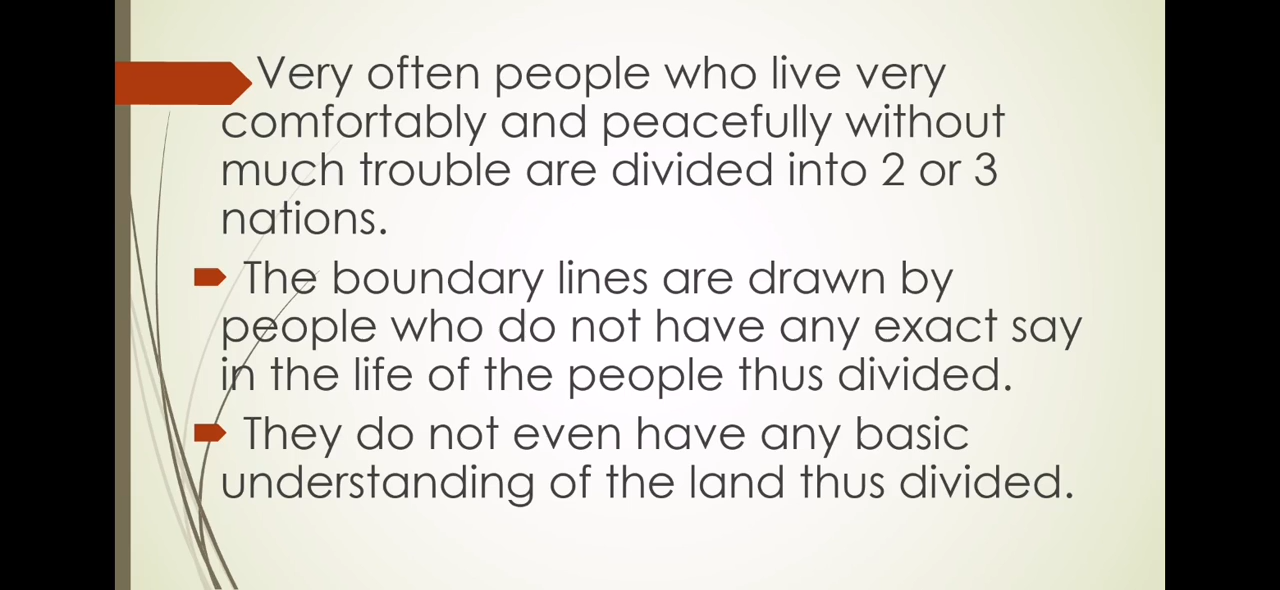 Very often people who live very
comfortably and peacefully without
much trouble are divided into 2 or 3
nations.
The boundary lines are drawn by
people who do not have any exact say
in the life of the people thus divided.
They do not even have any basic
understanding of the land thus divided.